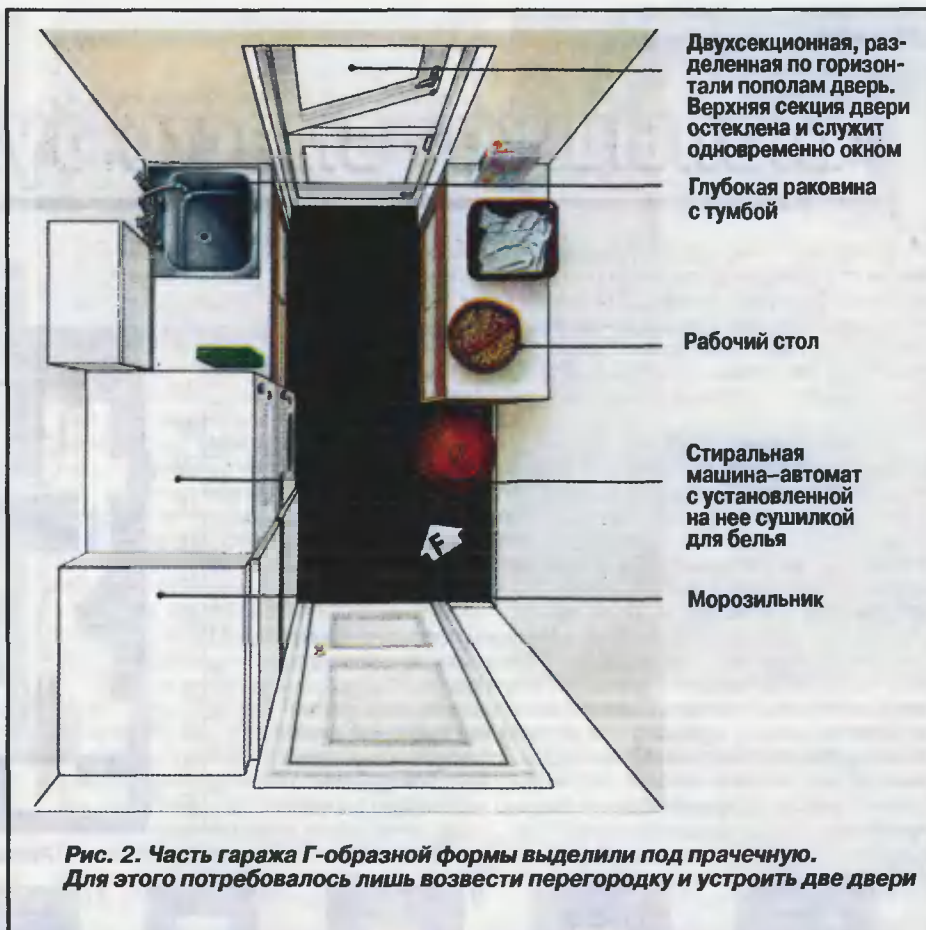 Двухсекционная, раз-
деленная по горизон-
тали пополам дверь.
Верхняя секция двери
остеклена и служит
одновременно окном
Глубокая раковина
с тумбой
Рабочий стол
Стиральная
машина–автомат
с установленной
на нее сушилкой
для белья
Морозильник
F
Рис. 2. Часть гаража Г-образной формы выделили под прачечную.
Для этого потребовалось лишь возвести перегородку и устроить две двери